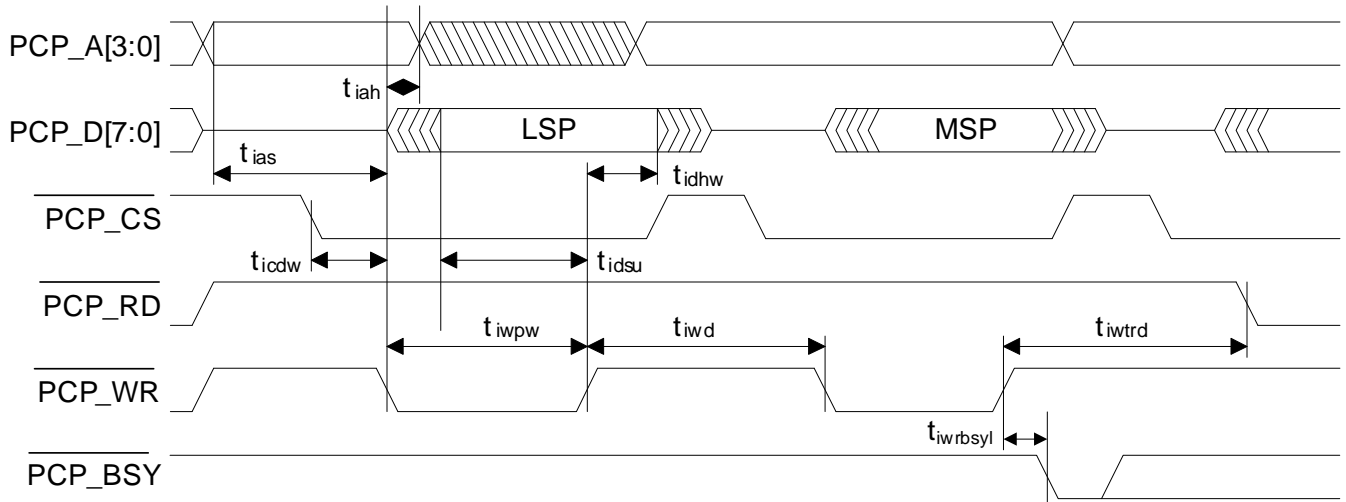 PCP_A[3:0]
t iah
PCP_D[7:0]
LSP
MSP
t ias
t idhw
PCP_CS
t icdw
t idsu
PCP_RD
t iwpw
t iwd
t iwtrd
PCP_WR
t iwrbsyl
PCP_BSY